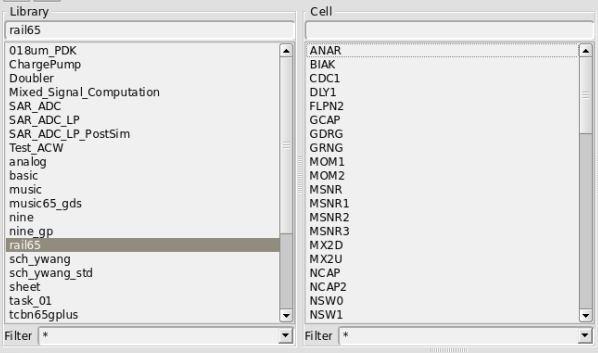 Library
rail65
018um_PDK
ChargePump
Doubler
Mixed_Signal_Computation
SAR_ADC
SAR_ADC_LP
SAR_ADC_LP_PostSim
Test_ACW
analog
basic
music
music65_gds
nine
nine_gp
rail65
sch_ywang
sch_ywang_std
sheet
task_01
tcbn65gplus
Filter *
Cell
ANAR
BIAK
CDC1
DLY1
FLPN2
GCAP
GDRG
GRNG
MOM1
MOM2
MSNR
MSNR1
MSNR2
MSNR3
MX2D
MX2U
NCAP
NCAP2
NSW0
NSW1
Filter *